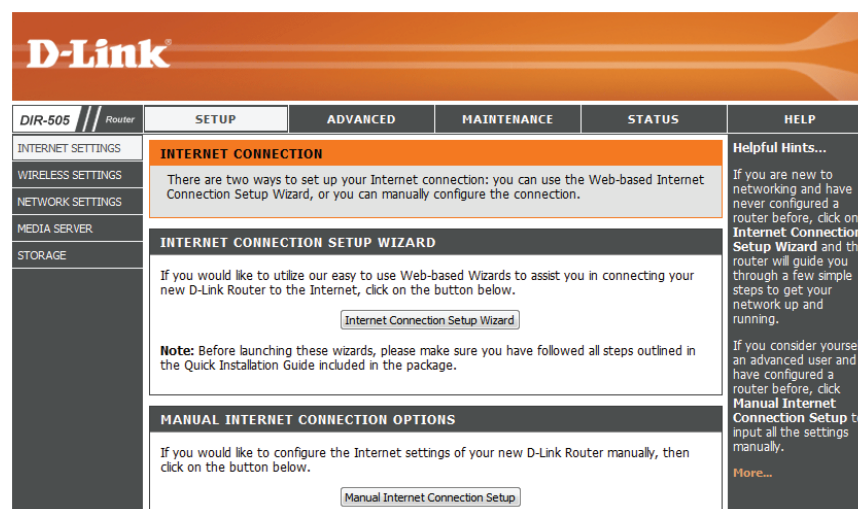 D-Link
DIR-505 // Router
SETUP
ADVANCED
MAINTENANCE
STATUS
HELP
INTERNET SETTINGS
WIRELESS SETTINGS
NETWORK SETTINGS
MEDIA SERVER
STORAGE
INTERNET CONNECTION
There are two ways to set up your Internet connection: you can use the Web-based Internet
Connection Setup Wizard, or you can manually configure the connection.
INTERNET CONNECTION SETUP WIZARD
If you would like to utilize our easy to use Web-based Wizards to assist you in connecting your
new D-Link Router to the Internet, click on the button below.
Internet Connection Setup Wizard
Note: Before launching these wizards, please make sure you have followed all steps outlined in
the Quick Installation Guide included in the package.
MANUAL INTERNET CONNECTION OPTIONS
If you would like to configure the Internet settings of your new D-Link Router manually, then
click on the button below.
Manual Internet Connection Setup
Helpful Hints...
If you are new to
networking and have
never configured a
router before, click on
Internet Connection
Setup Wizard and th
router will guide you
through a few simple
steps to get your
network up and
running.
If you consider yourse
an advanced user and
have configured a
router before, click
Manual Internet
Connection Setup t
input all the settings
manually.
More...